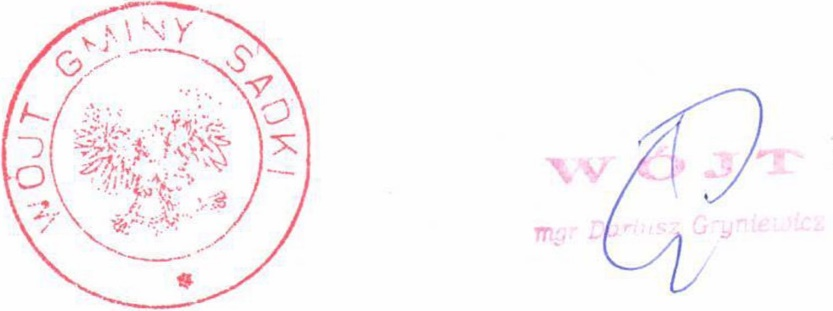 WÓJT GMINY SADKI
WÓJT
mgr Dariusz Gryniewicz